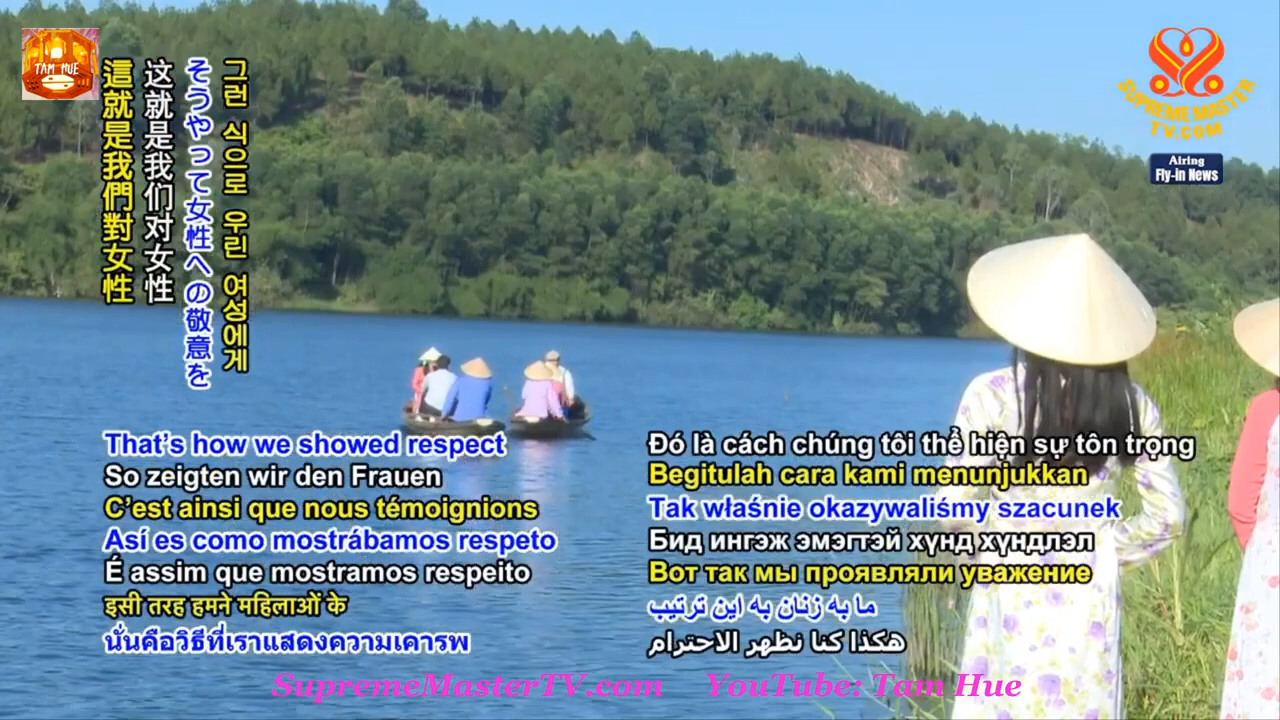 TAM HUE
這就是我們對女性
这就是我们对女性
そうやって女性への敬意を
그런 식으로 우린 여성에게
SUPREME MASTER
TV.COM
Airing
Fly-in News
That's how we showed respect
So zeigten wir den Frauen
C'est ainsi que nous témoignions
Así es como mostrábamos respeto
É assim que mostramos respeito
इसी तरह हमने महिलाओं के
นั่นคือวิธีที่เราแสดงความเคารพ
Đó là cách chúng tôi thể hiện sự tôn trọng
Begitulah cara kami menunjukkan
Tak właśnie okazywaliśmy szacunek
Бид ингэж эмэгтэй хүнд хүндлэл
Вот так мы проявляли уважение
ما به زنان به این ترتیب
هكذا كنا نظهر الاحترام
SupremeMasterTV.com YouTube: Tam Hue